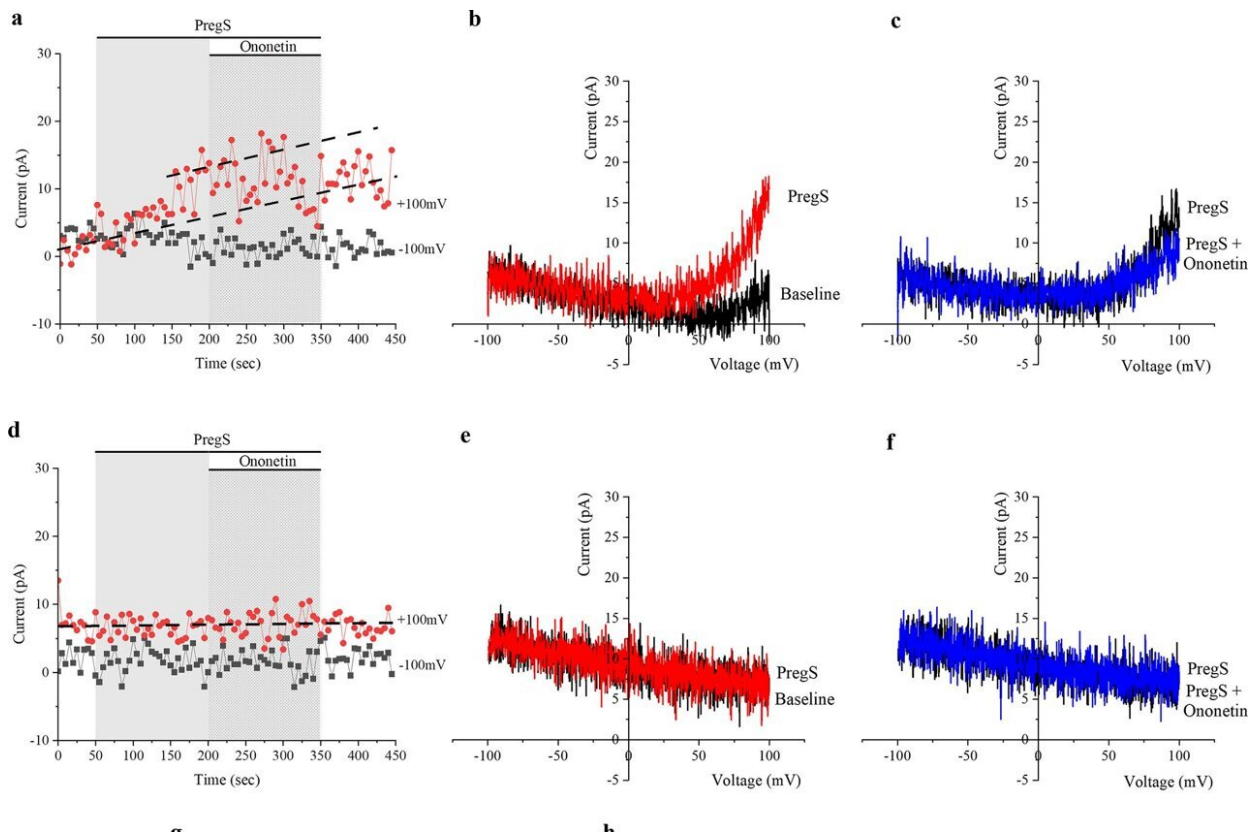 a
PregS
Ononetin
30
20
10
0
-10
Current (pA)
0 50 100 150 200 250 300 350 400 450
Time (sec)
+100mV
-100mV
b
30
25
20
15
10
5
0
-5
Current (pA)
PregS
Baseline
-100 -50 0 50 100
Voltage (mV)
c
30
25
20
15
10
5
0
-5
Current (pA)
PregS
PregS +
Ononetin
-100 -50 0 50 100
Voltage (mV)
d
PregS
Ononetin
30
20
10
0
-10
Current (pA)
0 50 100 150 200 250 300 350 400 450
Time (sec)
+100mV
-100mV
e
30
25
20
15
10
5
0
-5
Current (pA)
PregS
Baseline
-100 -50 0 50 100
Voltage (mV)
f
30
25
20
15
10
5
0
-5
Current (pA)
PregS
PregS +
Ononetin
-100 -50 0 50 100
Voltage (mV)
g
h